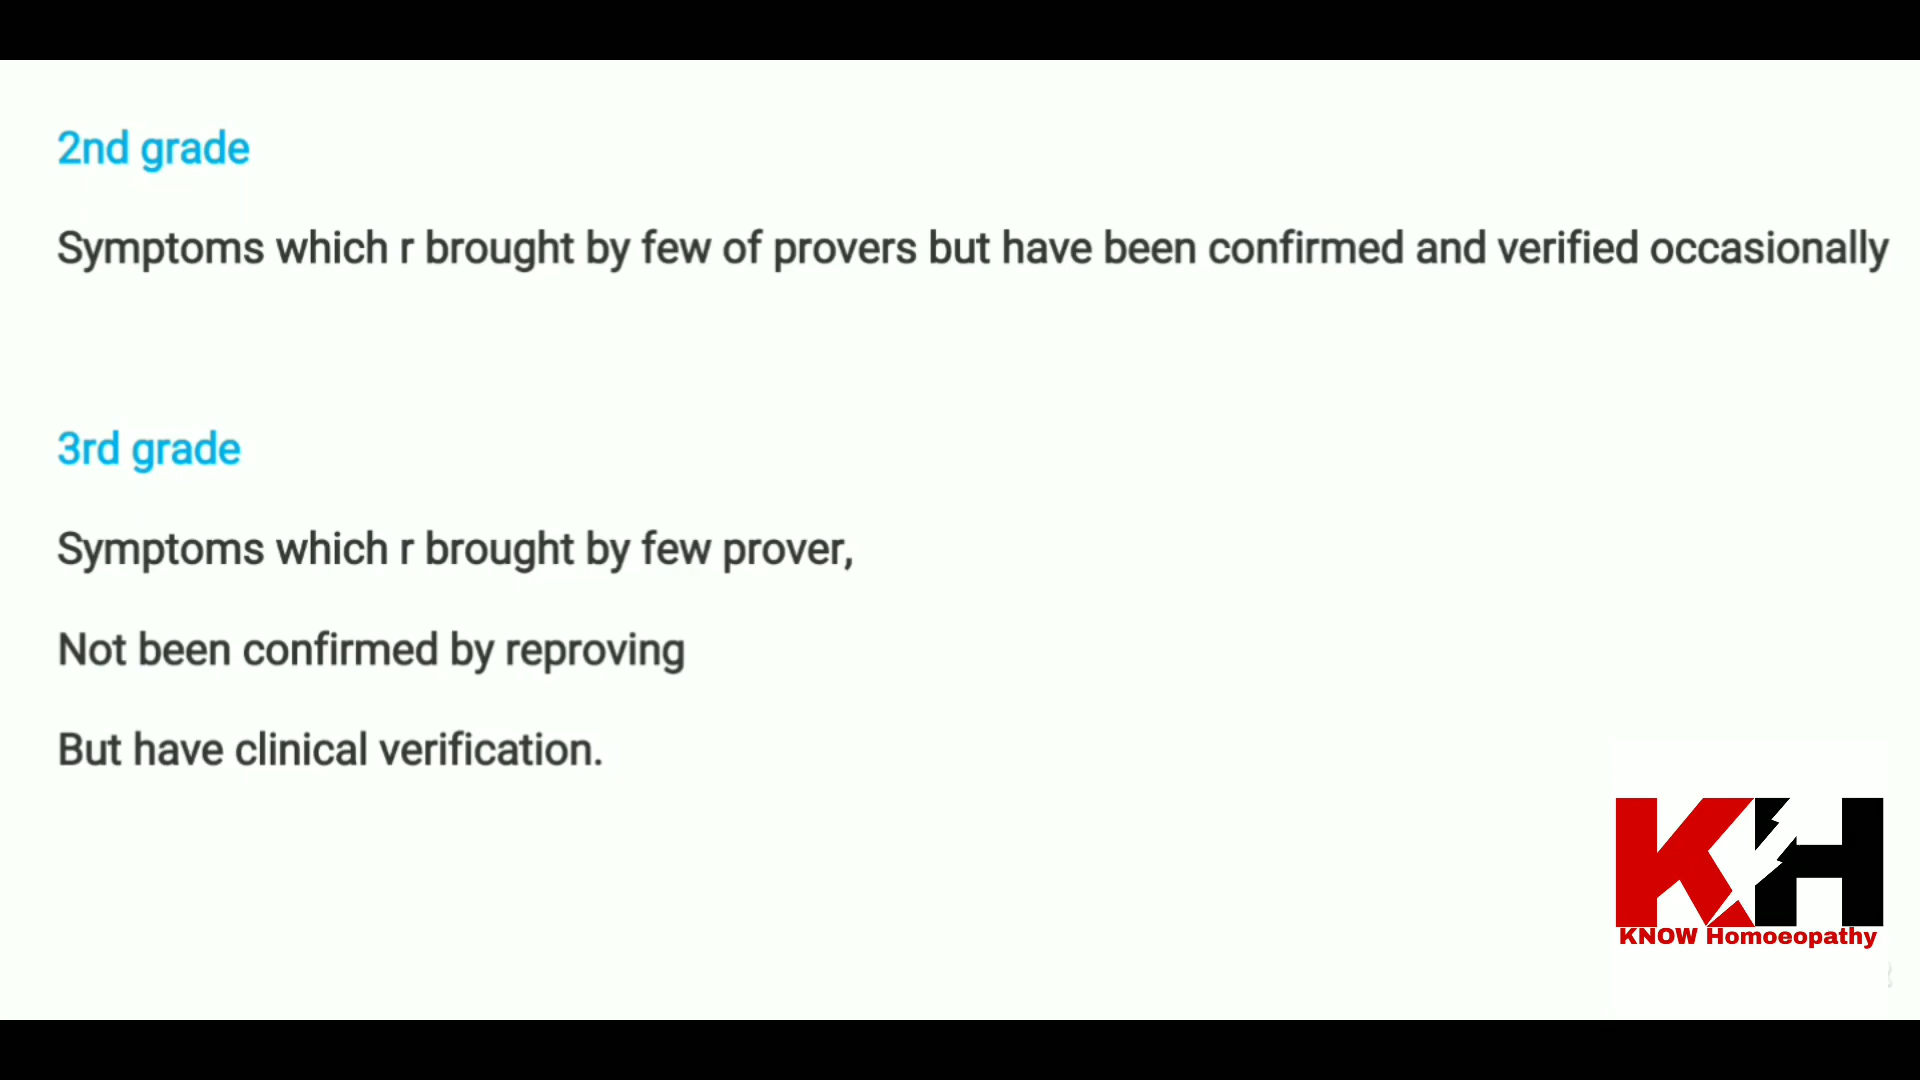 2nd grade
Symptoms which r brought by few of provers but have been confirmed and verified occasionally
3rd grade
Symptoms which r brought by few prover,
Not been confirmed by reproving
But have clinical verification.
KH
KNOW Homoeopathy